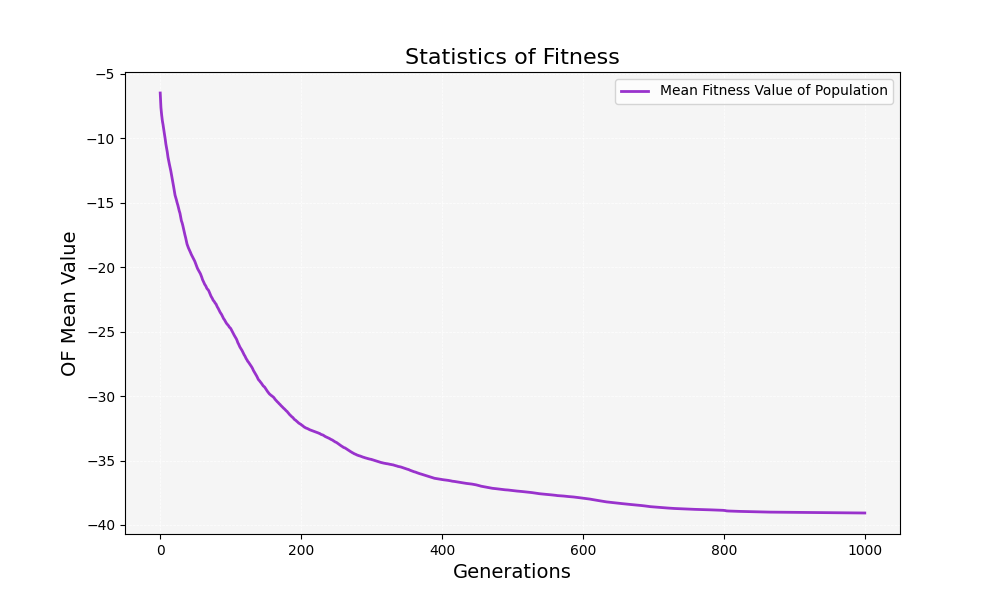 Statistics of Fitness
Mean Fitness Value of Population
OF Mean Value
−5
−10
−15
−20
−25
−30
−35
−40
0 200 400 600 800 1000
Generations